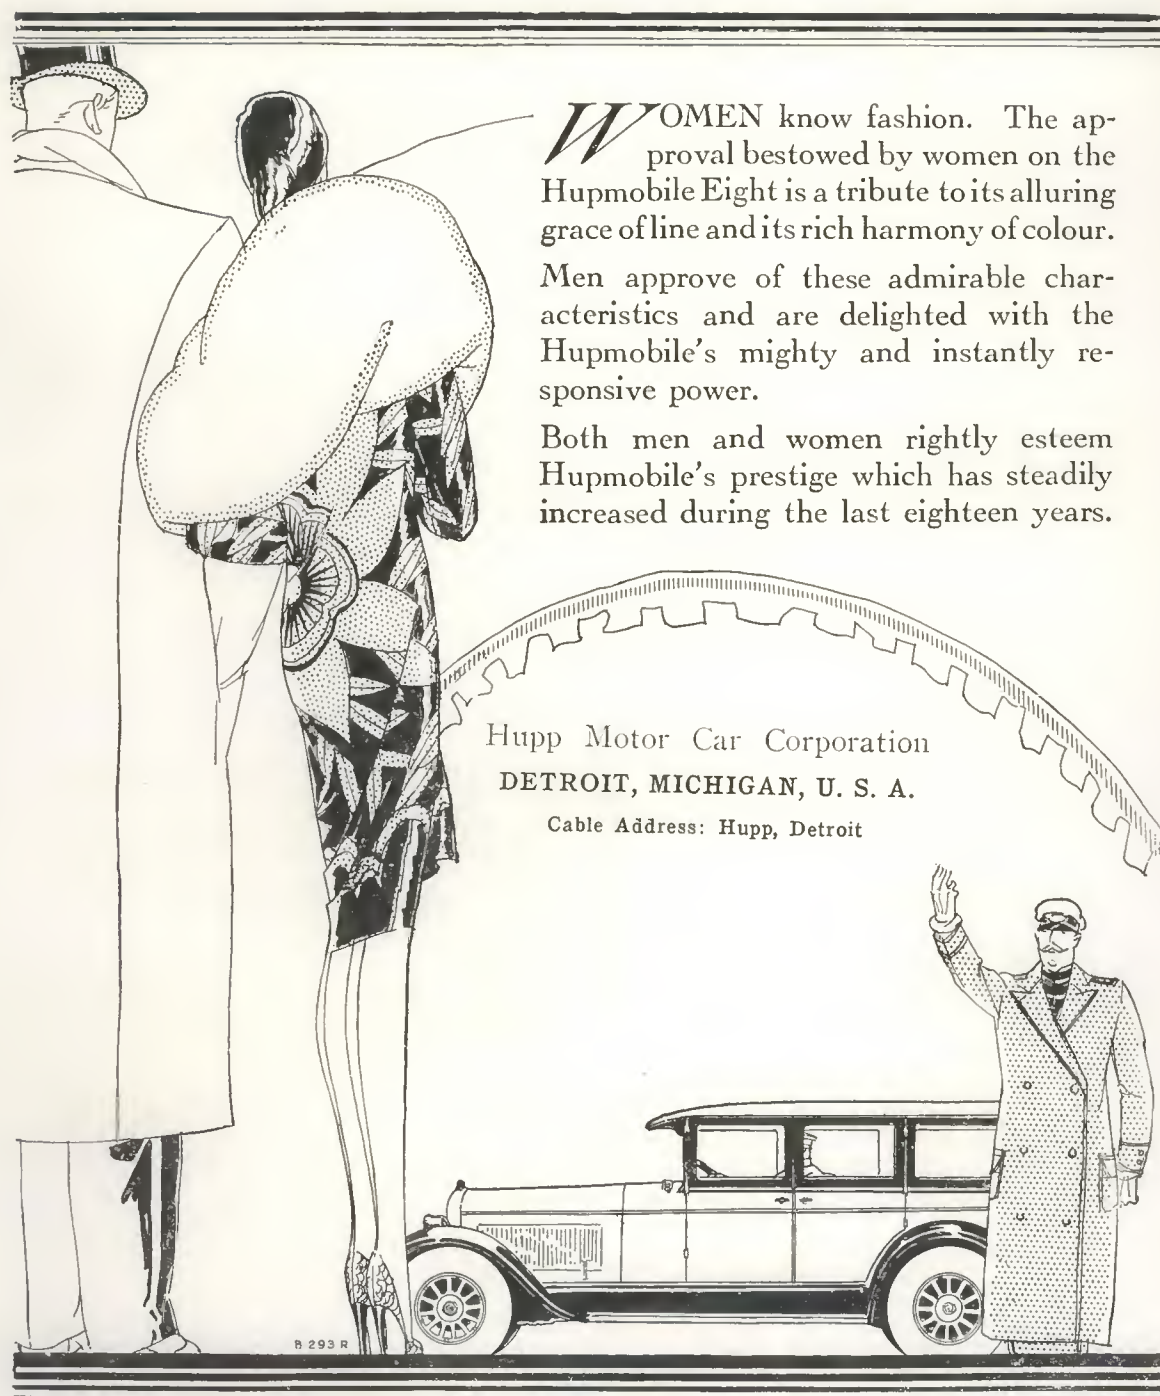 WOMEN know fashion. The ap-
proval bestowed by women on the
Hupmobile Eight is a tribute to its alluring
grace of line and its rich harmony of colour.
Men approve of these admirable char-
acteristics and are delighted with the
Hupmobile's mighty and instantly re-
sponsive power.
Both men and women rightly esteem
Hupmobile's prestige which has steadily
increased during the last eighteen years.
Hupp Motor Car Corporation
DETROIT, MICHIGAN, U. S. A.
Cable Address: Hupp, Detroit
B 293 R